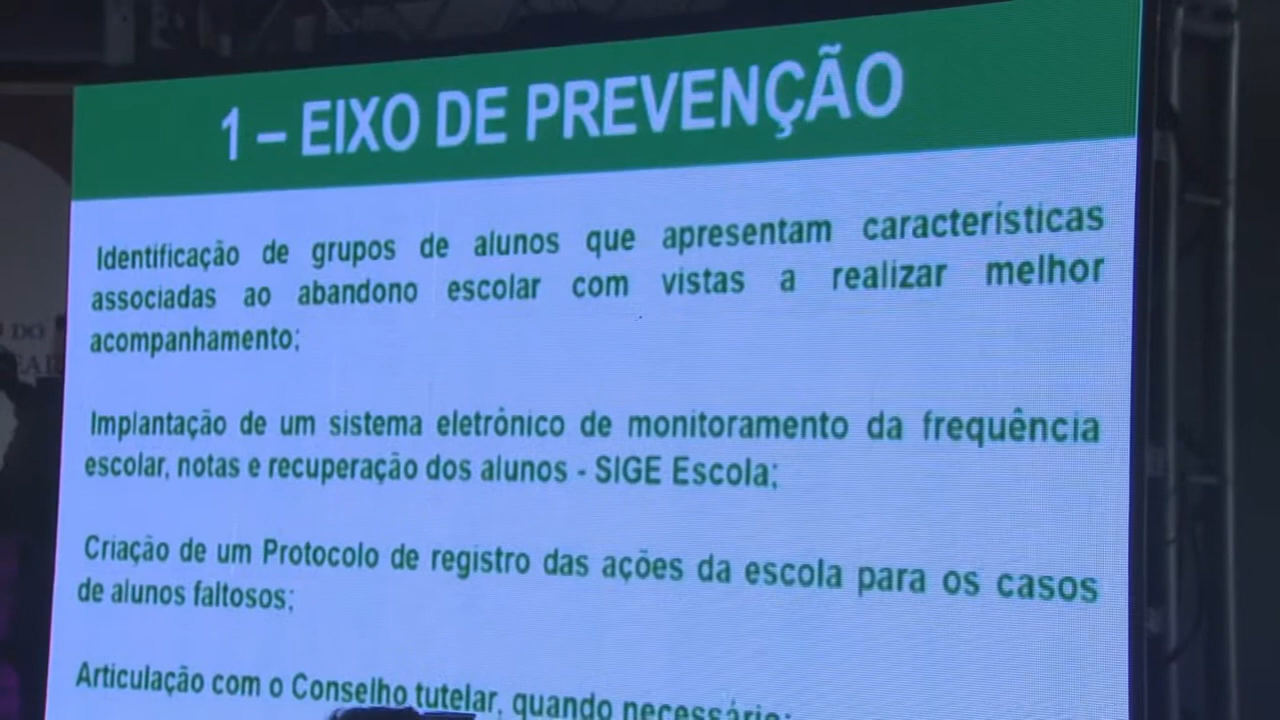 1 – EIXO DE PREVENÇÃO
Identificação de grupos de alunos que apresentam características
associadas ao abandono escolar com vistas a realizar melhor
acompanhamento;
Implantação de um sistema eletrônico de monitoramento da frequência
escolar, notas e recuperação dos alunos - SIGE Escola;
Criação de um Protocolo de registro das ações da escola para os casos
de alunos faltosos;
Articulação com o Conselho tutelar, quando necessário;
DO